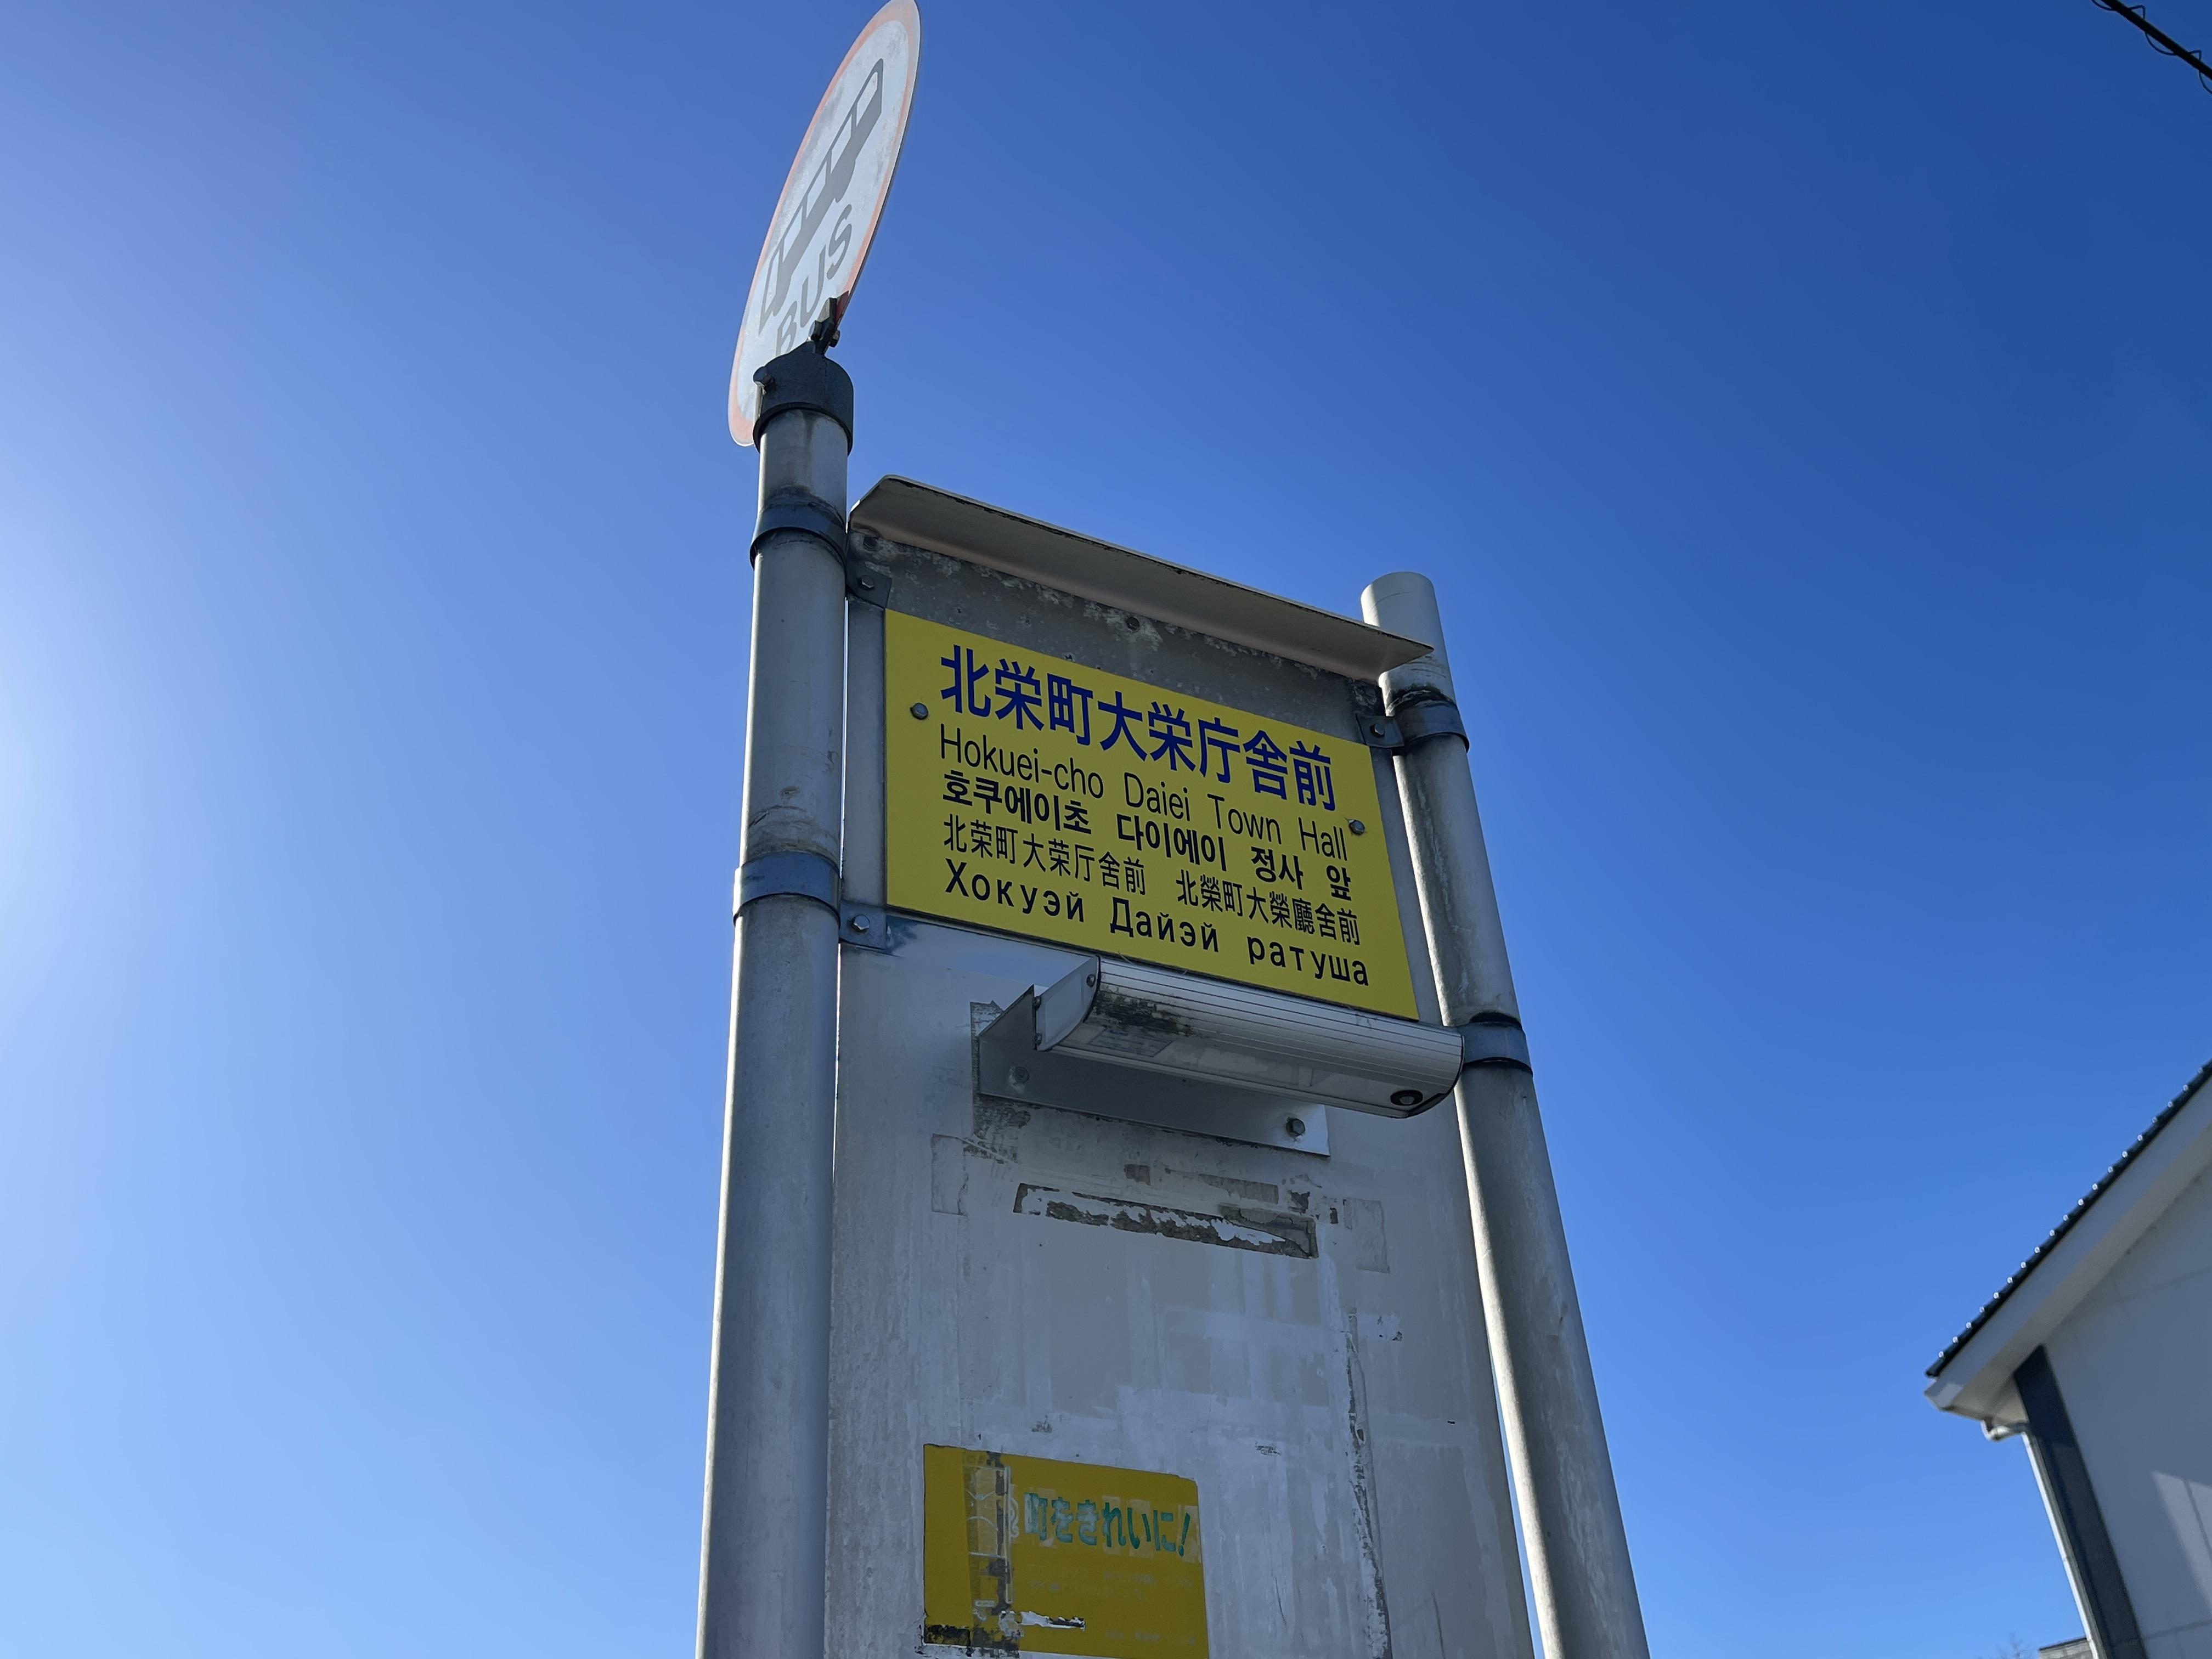 BUS
北栄町大栄庁舎前
Hokuei-cho Daiei Town Hall
호쿠에이초 다이에이 정사 앞
北荣町大荣厅舍前 北榮町大榮廳舍前
Хокуэй Дайэй ратуша
町をきれいに!